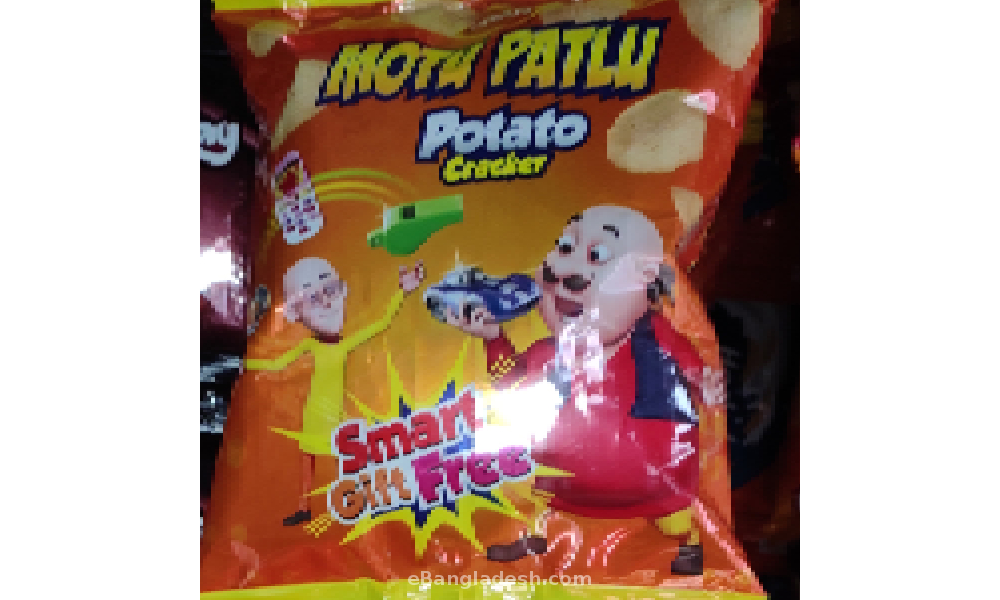 MOTU PATLU
Potato
Cracker
Smart
Gift Free
eBangladesh.com